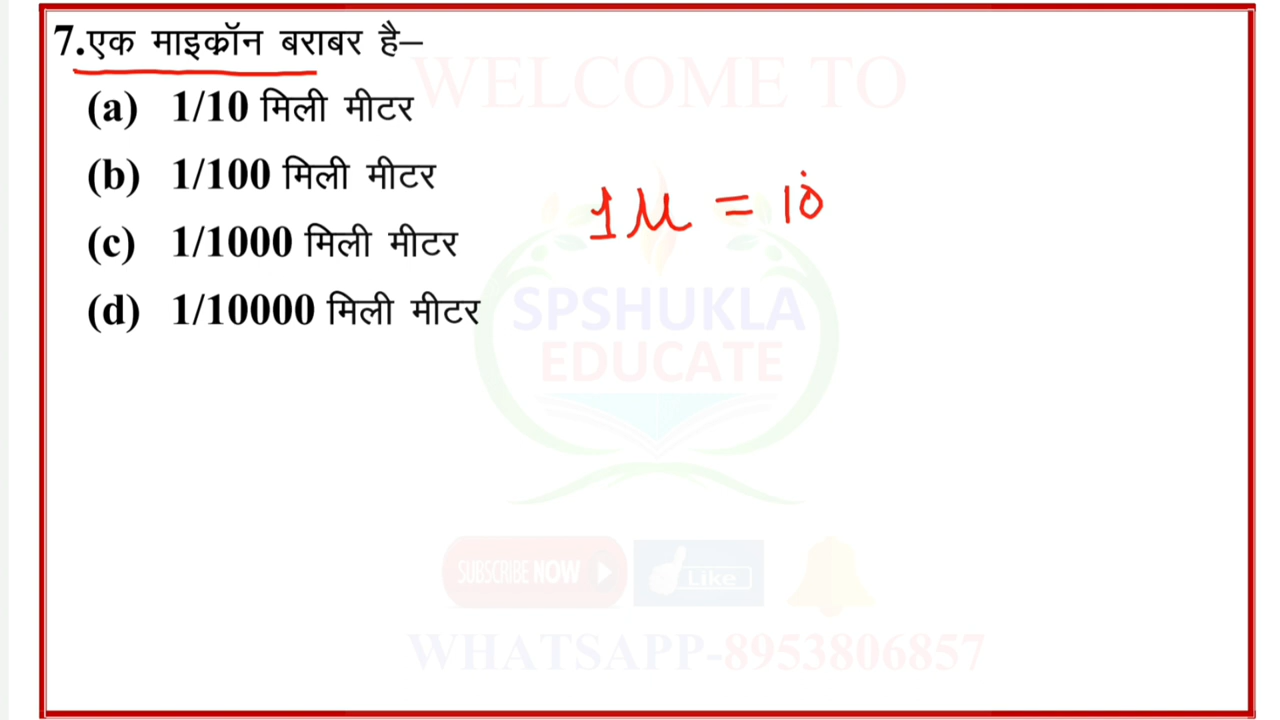 7.एक माइक्रॉन बराबर है–
(a) 1/10 मिली मीटर
(b) 1/100 मिली मीटर
(c) 1/1000 मिली मीटर
(d) 1/10000 मिली मीटर
1μ = 10
WELCOME TO
SPSHUKLA
EDUCATE
SUBSCRIBE NOW
Like
WHATSAPP-8953806857